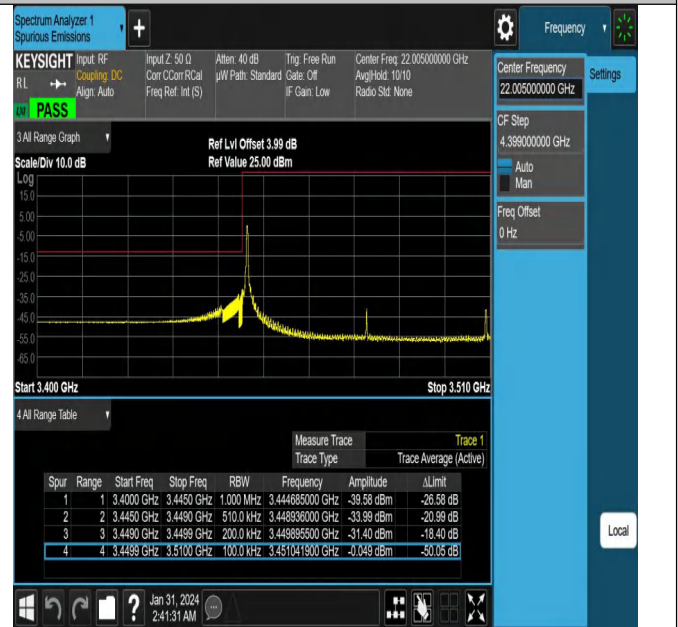 Spectrum Analyzer 1
Spurious Emissions
+
Frequency
KEYSIGHT Input: RF Input Z: 50 Ω Atten: 40 dB Trig: Free Run Center Freq: 22.005000000 GHz
RL Coupling: DC Corr CCorr RCal µW Path: Standard Gate: Off Avg|Hold: 10/10
Align: Auto Freq Ref: Int (S) IF Gain: Low Radio Std: None
PASS
Center Frequency
22.005000000 GHz
Settings
CF Step
4.399000000 GHz
Auto
Man
Freq Offset
0 Hz
3 All Range Graph
Ref Lvl Offset 3.99 dB
Scale/Div 10.0 dB Ref Value 25.00 dBm
Log
15.0
5.00
-5.00
-15.0
-25.0
-35.0
-45.0
-55.0
-65.0
Start 3.400 GHz Stop 3.510 GHz
4 All Range Table
Measure Trace Trace 1
Trace Type Trace Average (Active)
Spur Range Start Freq Stop Freq RBW Frequency Amplitude ΔLimit
1 1 3.4000 GHz 3.4450 GHz 1.000 MHz 3.444685000 GHz -39.58 dBm -26.58 dB
2 2 3.4450 GHz 3.4490 GHz 510.0 kHz 3.448936000 GHz -33.99 dBm -20.99 dB
3 3 3.4490 GHz 3.4499 GHz 200.0 kHz 3.449895500 GHz -31.40 dBm -18.40 dB
4 4 3.4499 GHz 3.5100 GHz 100.0 kHz 3.451041900 GHz -0.049 dBm -50.05 dB
Local
?
Jan 31, 2024
2:41:31 AM